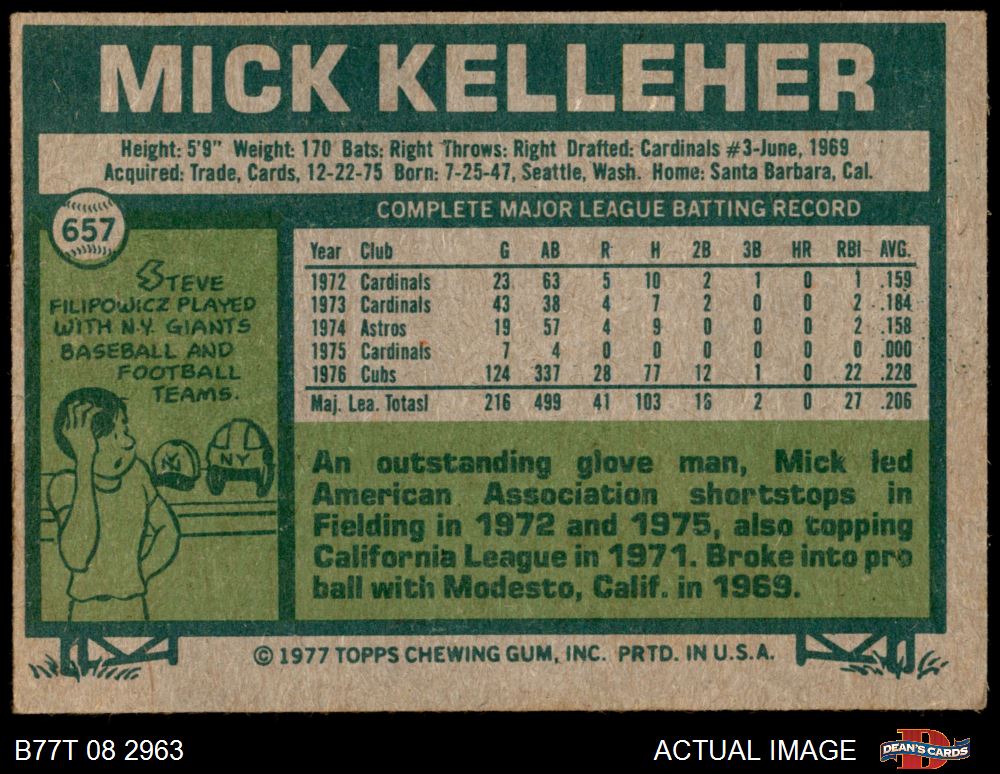 MICK KELLEHER
Height: 5'9" Weight: 170 Bats: Right Throws: Right Drafted: Cardinals #3-June, 1969
Acquired: Trade, Cards, 12-22-75 Born: 7-25-47, Seattle, Wash. Home: Santa Barbara, Cal.
657
COMPLETE MAJOR LEAGUE BATTING RECORD
Year Club G AB R H 2B 3B HR RBI AVG.
1972 Cardinals 23 63 5 10 2 1 0 1 .159
1973 Cardinals 43 38 4 7 2 0 0 2 .184
1974 Astros 19 57 4 9 0 0 0 2 .158
1975 Cardinals 7 4 0 0 0 0 0 0 .000
1976 Cubs 124 337 28 77 12 1 0 22 .228
Maj. Lea. Totals 216 499 41 103 16 2 0 27 .206
STEVE
FILIPOWICZ PLAYED
WITH N.Y. GIANTS
BASEBALL AND
FOOTBALL
TEAMS.
NY
NY
An outstanding glove man, Mick led
American Association shortstops in
Fielding in 1972 and 1975, also topping
California League in 1971. Broke into pro
ball with Modesto, Calif. in 1969.
© 1977 TOPPS CHEWING GUM, INC. PRTD. IN U.S.A.
B77T 08 2963
ACTUAL IMAGE
DEAN'S CARDS